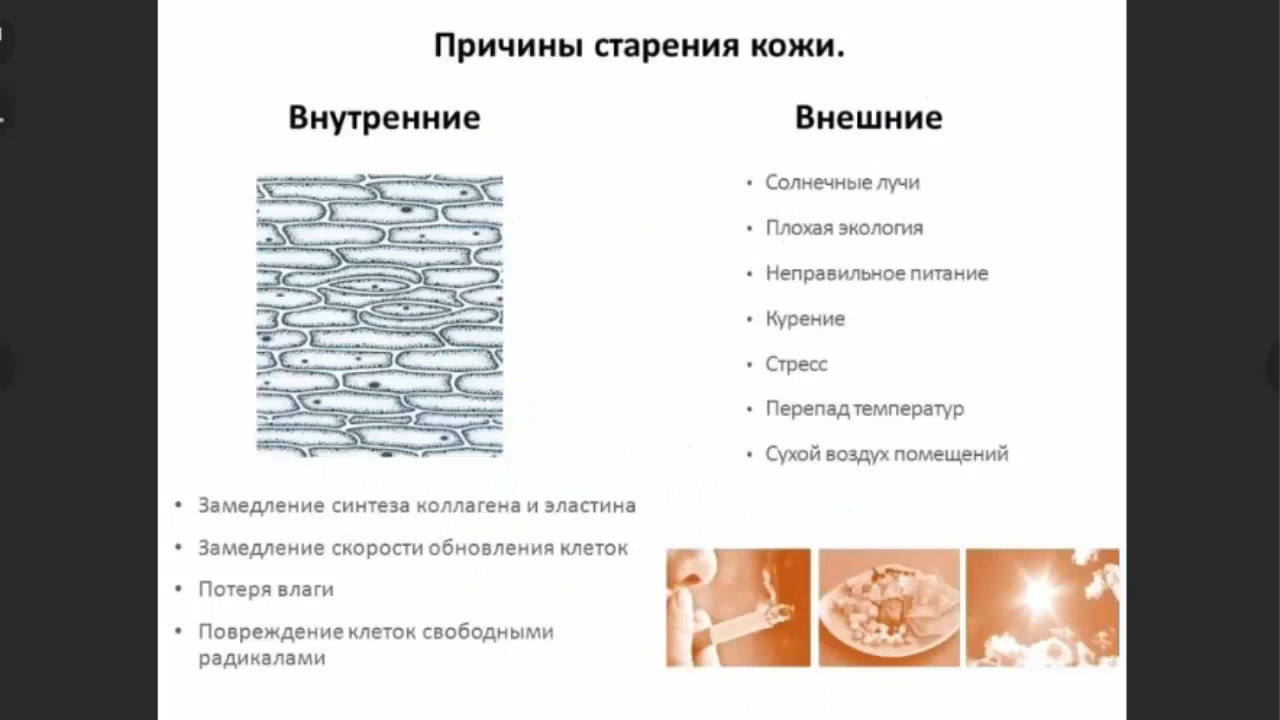 Причины старения кожи.
Внутренние
Замедление синтеза коллагена и эластина
Замедление скорости обновления клеток
Потеря влаги
Повреждение клеток свободными
радикалами
Внешние
Солнечные лучи
Плохая экология
Неправильное питание
Курение
Стресс
Перепад температур
Сухой воздух помещений